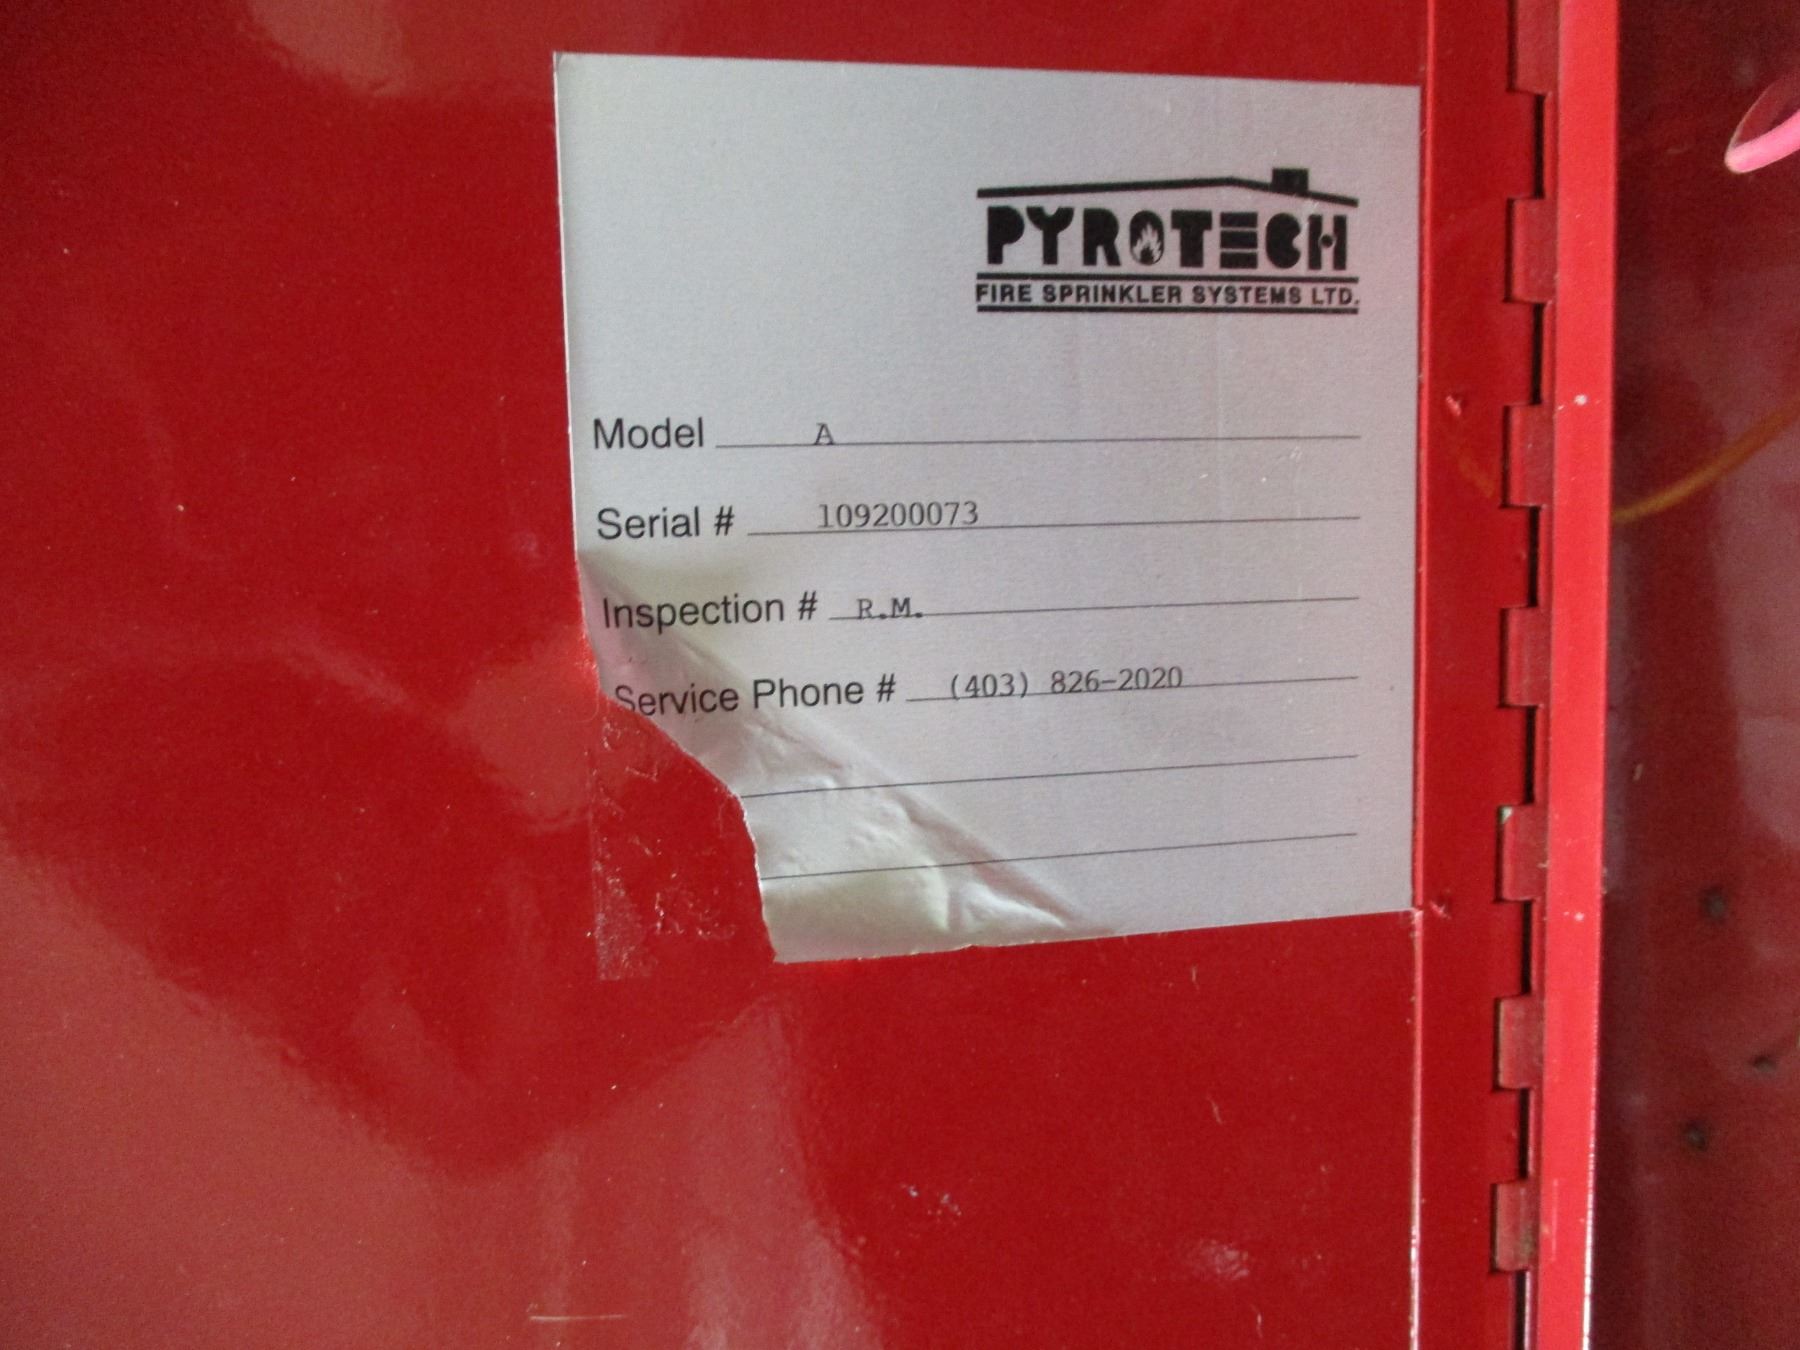 PYROTECH
FIRE SPRINKLER SYSTEMS LTD.
Model A
Serial # 109200073
Inspection # R.M.
Service Phone # (403) 826-2020